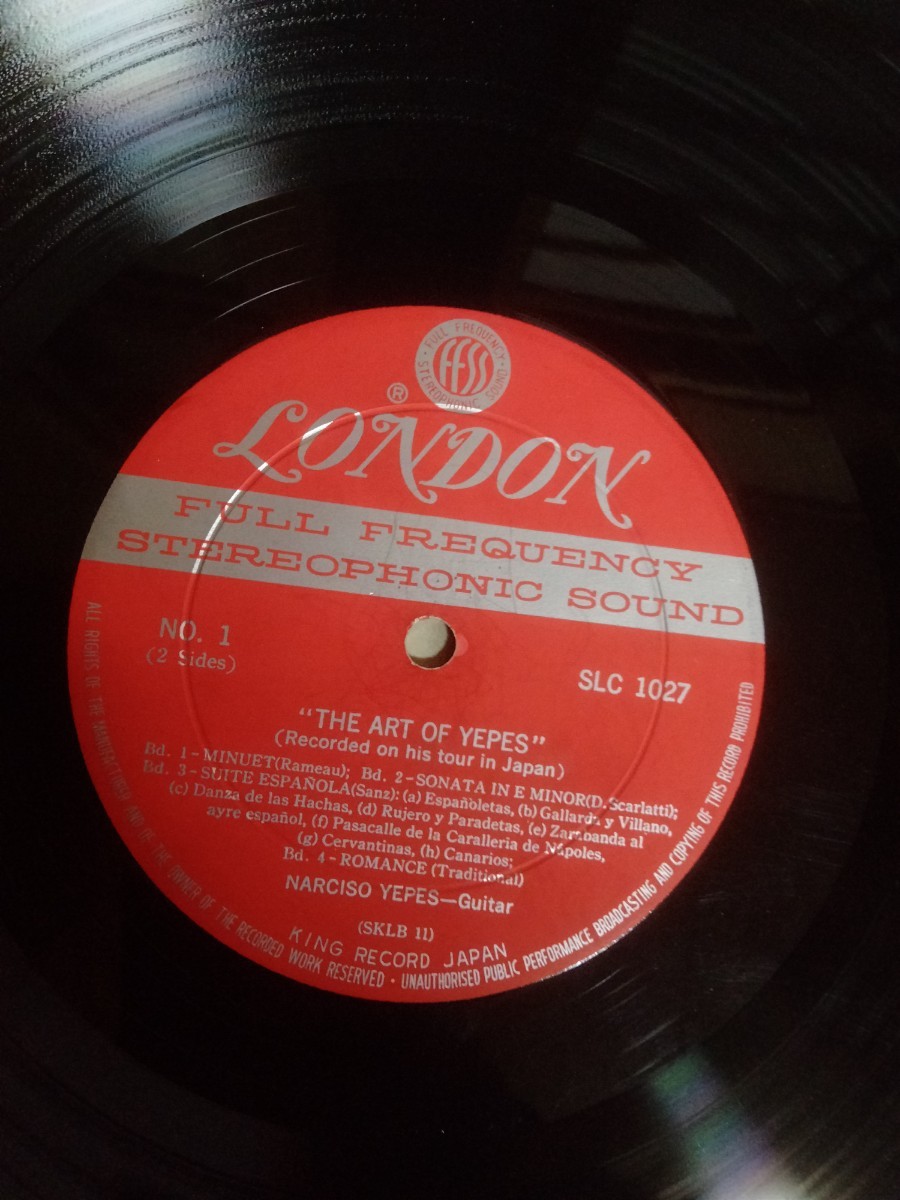 FULL FREQUENCY
ffss
STEREOPHONIC SOUND
®
LONDON
FULL FREQUENCY
STEREOPHONIC SOUND
NO. 1
(2 Sides)
SLC 1027
"THE ART OF YEPES"
(Recorded on his tour in Japan)
Bd. 1-MINUET(Rameau); Bd. 2-SONATA IN E MINOR(D. Scarlatti);
Bd. 3-SUITE ESPAÑOLA(Sanz): (a) Españoletas, (b) Gallarda y Villano,
(c) Danza de las Hachas, (d) Rujero y Paradetas, (e) Zarabanda al
ayre español, (f) Pasacalle de la Caralleria de Nápoles,
(g) Cervantinas, (h) Canarios;
Bd. 4-ROMANCE (Traditional)
NARCISO YEPES—Guitar
(SKLB 11)
KING RECORD JAPAN
ALL RIGHTS OF THE MANUFACTURER AND OF THE OWNER OF THE RECORDED WORK RESERVED • UNAUTHORISED PUBLIC PERFORMANCE BROADCASTING AND COPYING OF THIS RECORD PROHIBITED